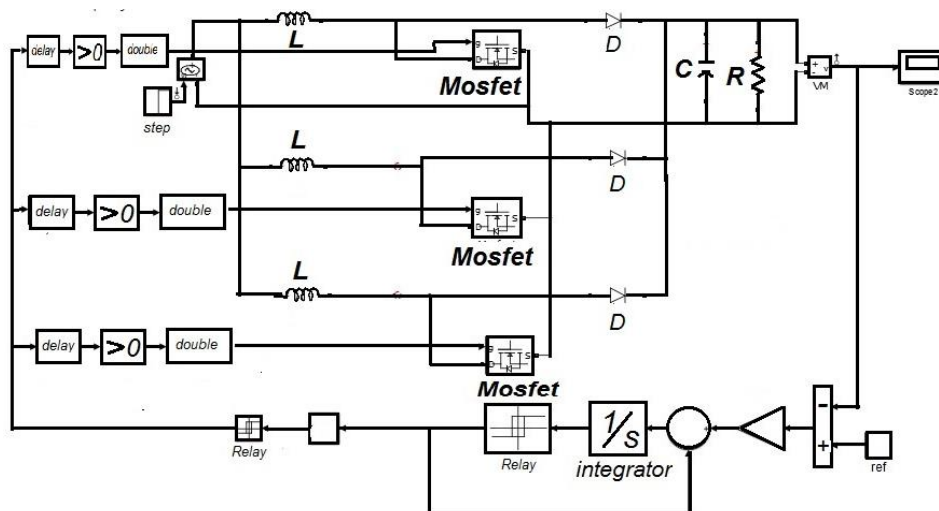 L
D
delay
>0
double
g
D
S
Mosfet
C
R
+
-
v
VM
Scope2
step
L
D
delay
>0
double
g
D
S
Mosfet
L
D
delay
>0
double
g
D
S
Mosfet
Relay
Relay
1/S
integrator
-
+
ref